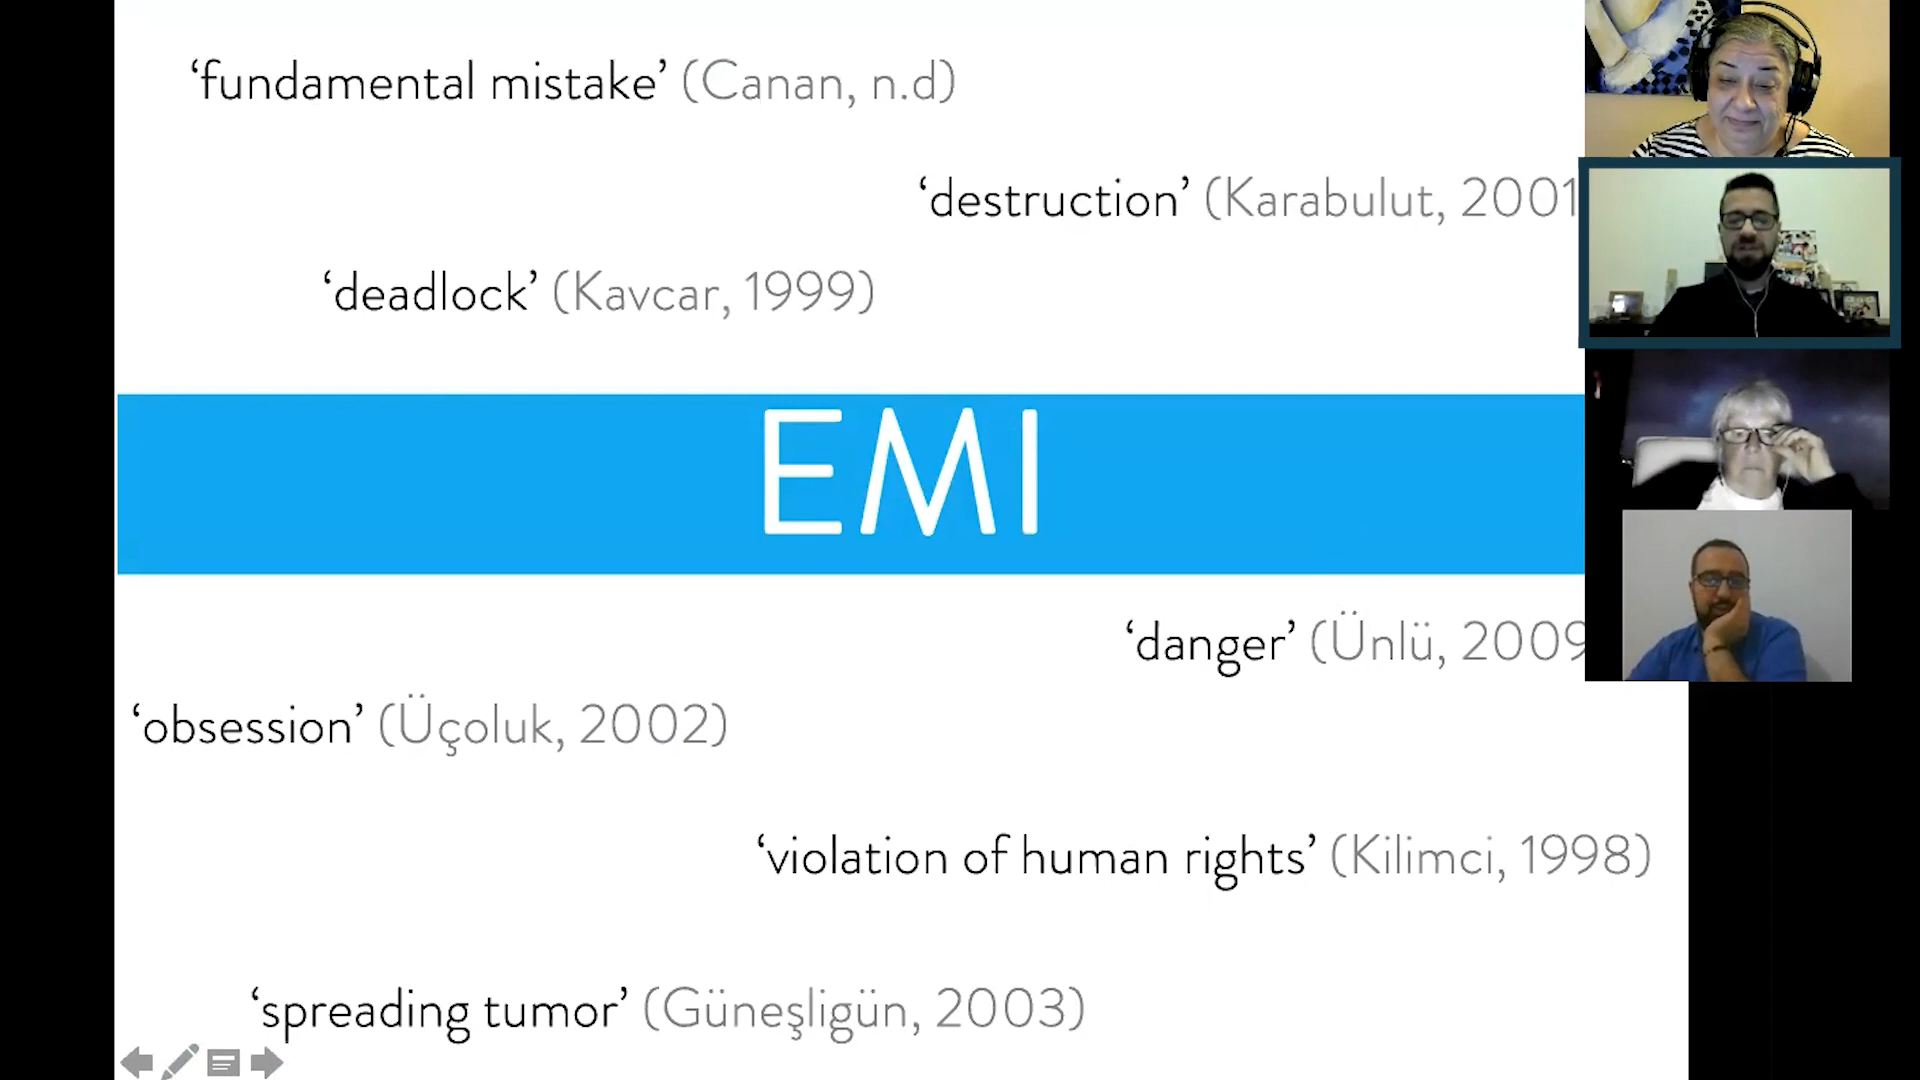 ‘fundamental mistake’ (Canan, n.d)
‘destruction’ (Karabulut, 2001
‘deadlock’ (Kavcar, 1999)
EMI
‘danger’ (Ünlü, 2009
‘obsession’ (Üçoluk, 2002)
‘violation of human rights’ (Kilimci, 1998)
‘spreading tumor’ (Güneşligün, 2003)